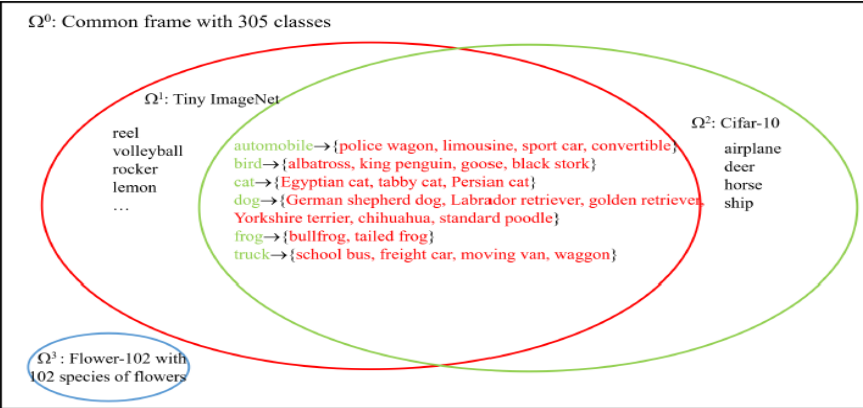 Ω⁰: Common frame with 305 classes
Ω¹: Tiny ImageNet
reel
volleyball
rocker
lemon
…
automobile→{police wagon, limousine, sport car, convertible}
bird→{albatross, king penguin, goose, black stork}
cat→{Egyptian cat, tabby cat, Persian cat}
dog→{German shepherd dog, Labrador retriever, golden retriever,
Yorkshire terrier, chihuahua, standard poodle}
frog→{bullfrog, tailed frog}
truck→{school bus, freight car, moving van, waggon}
Ω²: Cifar-10
airplane
deer
horse
ship
Ω³ : Flower-102 with
102 species of flowers